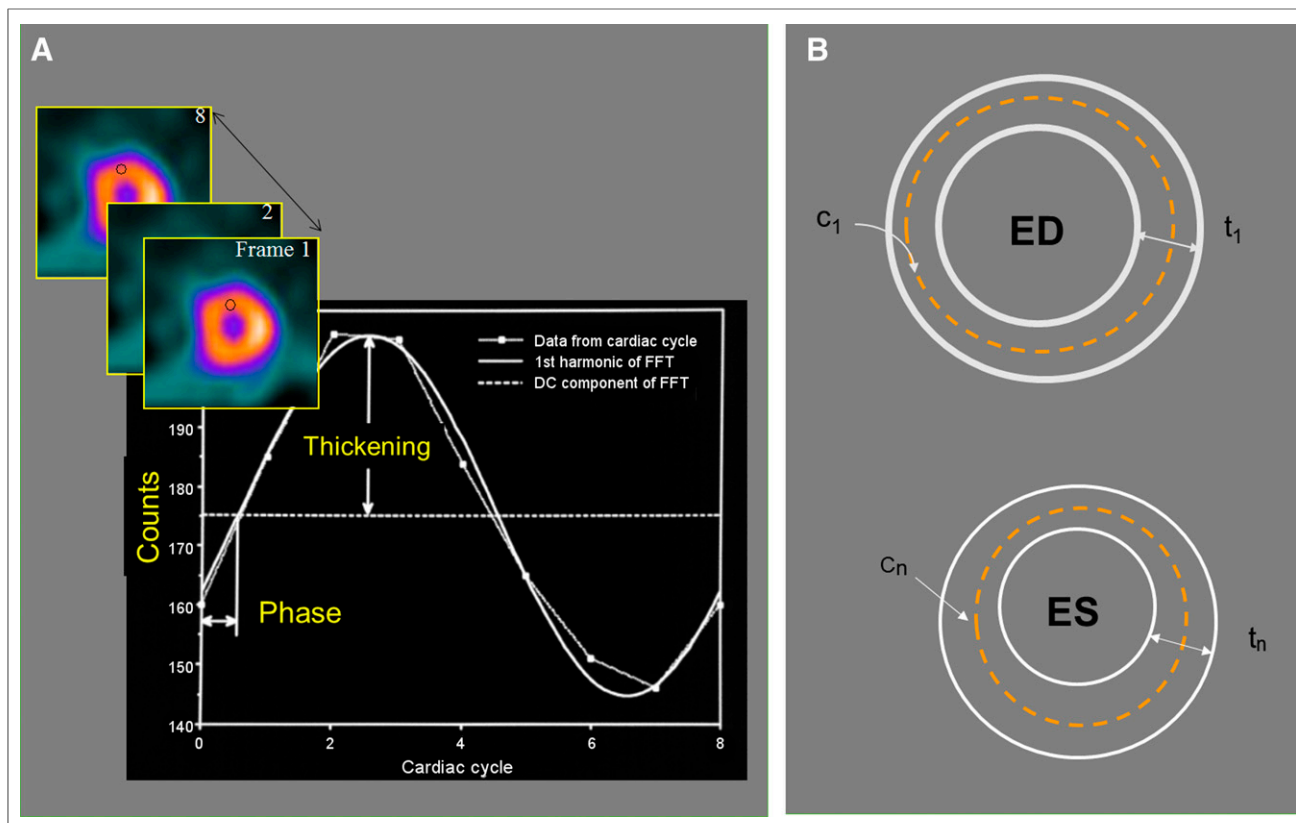 A
8
2
Frame 1
Data from cardiac cycle
1st harmonic of FFT
DC component of FFT
Thickening
Phase
Counts
190
180
170
160
150
140
0
2
4
6
8
Cardiac cycle
B
ED
c1
t1
ES
cn
tn